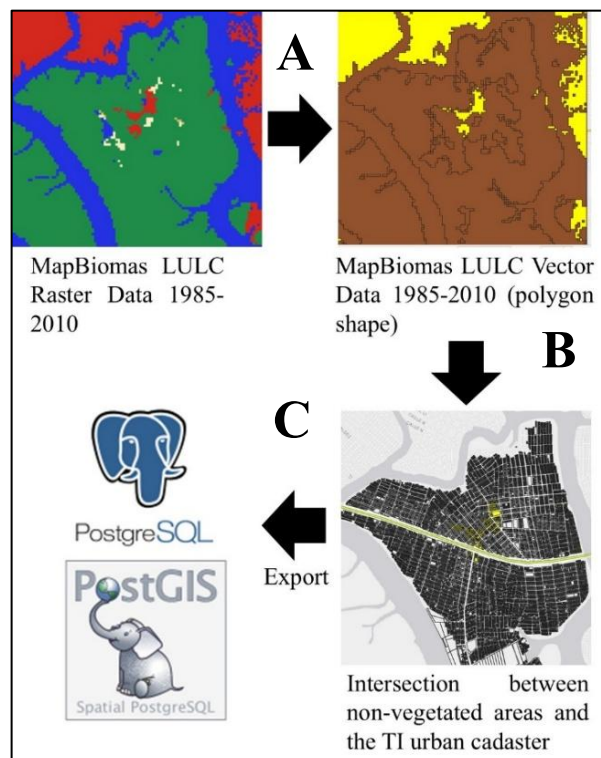 A
MapBiomas LULC
Raster Data 1985-
2010
MapBiomas LULC Vector
Data 1985-2010 (polygon
shape)
B
C
PostgreSQL
Export
PostGIS
Spatial PostgreSQL
Intersection between
non-vegetated areas and
the TI urban cadaster